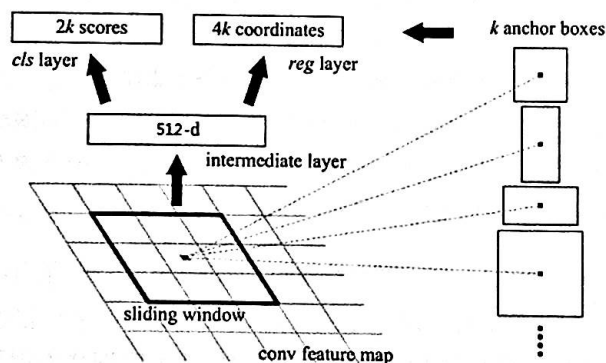 2k scores
4k coordinates
k anchor boxes
cls layer
reg layer
512-d
intermediate layer
sliding window
conv feature map